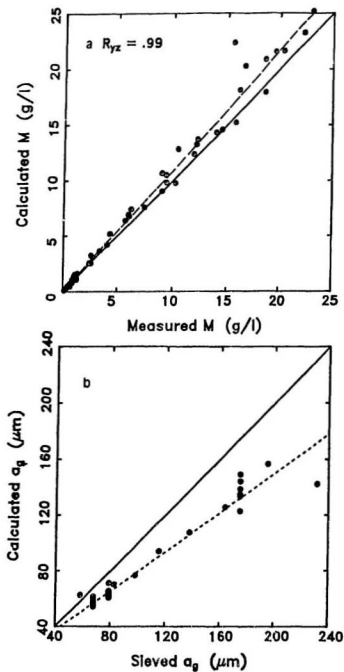 25
a R_yz = .99
20
15
10
5
0
Calculated M (g/l)
0 5 10 15 20 25
Measured M (g/l)
240
b
200
160
120
80
40
Calculated a_g (μm)
40 80 120 160 200 240
Sieved a_g (μm)